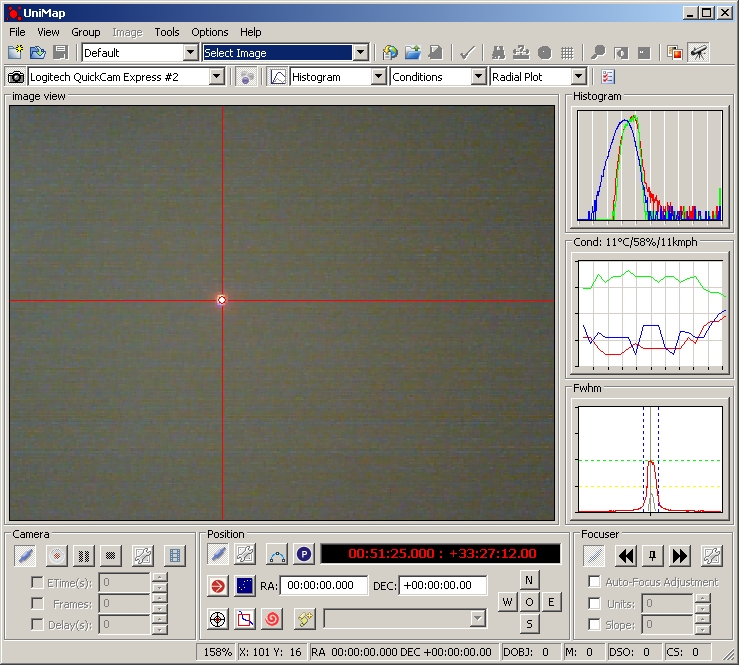 UniMap
File View Group Image Tools Options Help
Default Select Image
Logitech QuickCam Express #2 Histogram Conditions Radial Plot
image view
Histogram
Cond: 11°C/58%/11kmph
Fwhm
Camera
ETime(s): 0
Frames: 0
Delay(s): 0
Position
P 00:51:25.000 : +33:27:12.00
RA: 00:00:00.000 DEC: +00:00:00.00
N
W O E
S
Focuser
Auto-Focus Adjustment
Units: 0
Slope: 0
158% X: 101 Y: 16 RA 00:00:00.000 DEC +00:00:00.00 DOBJ: 0 M: 0 DSO: 0 CS: 0